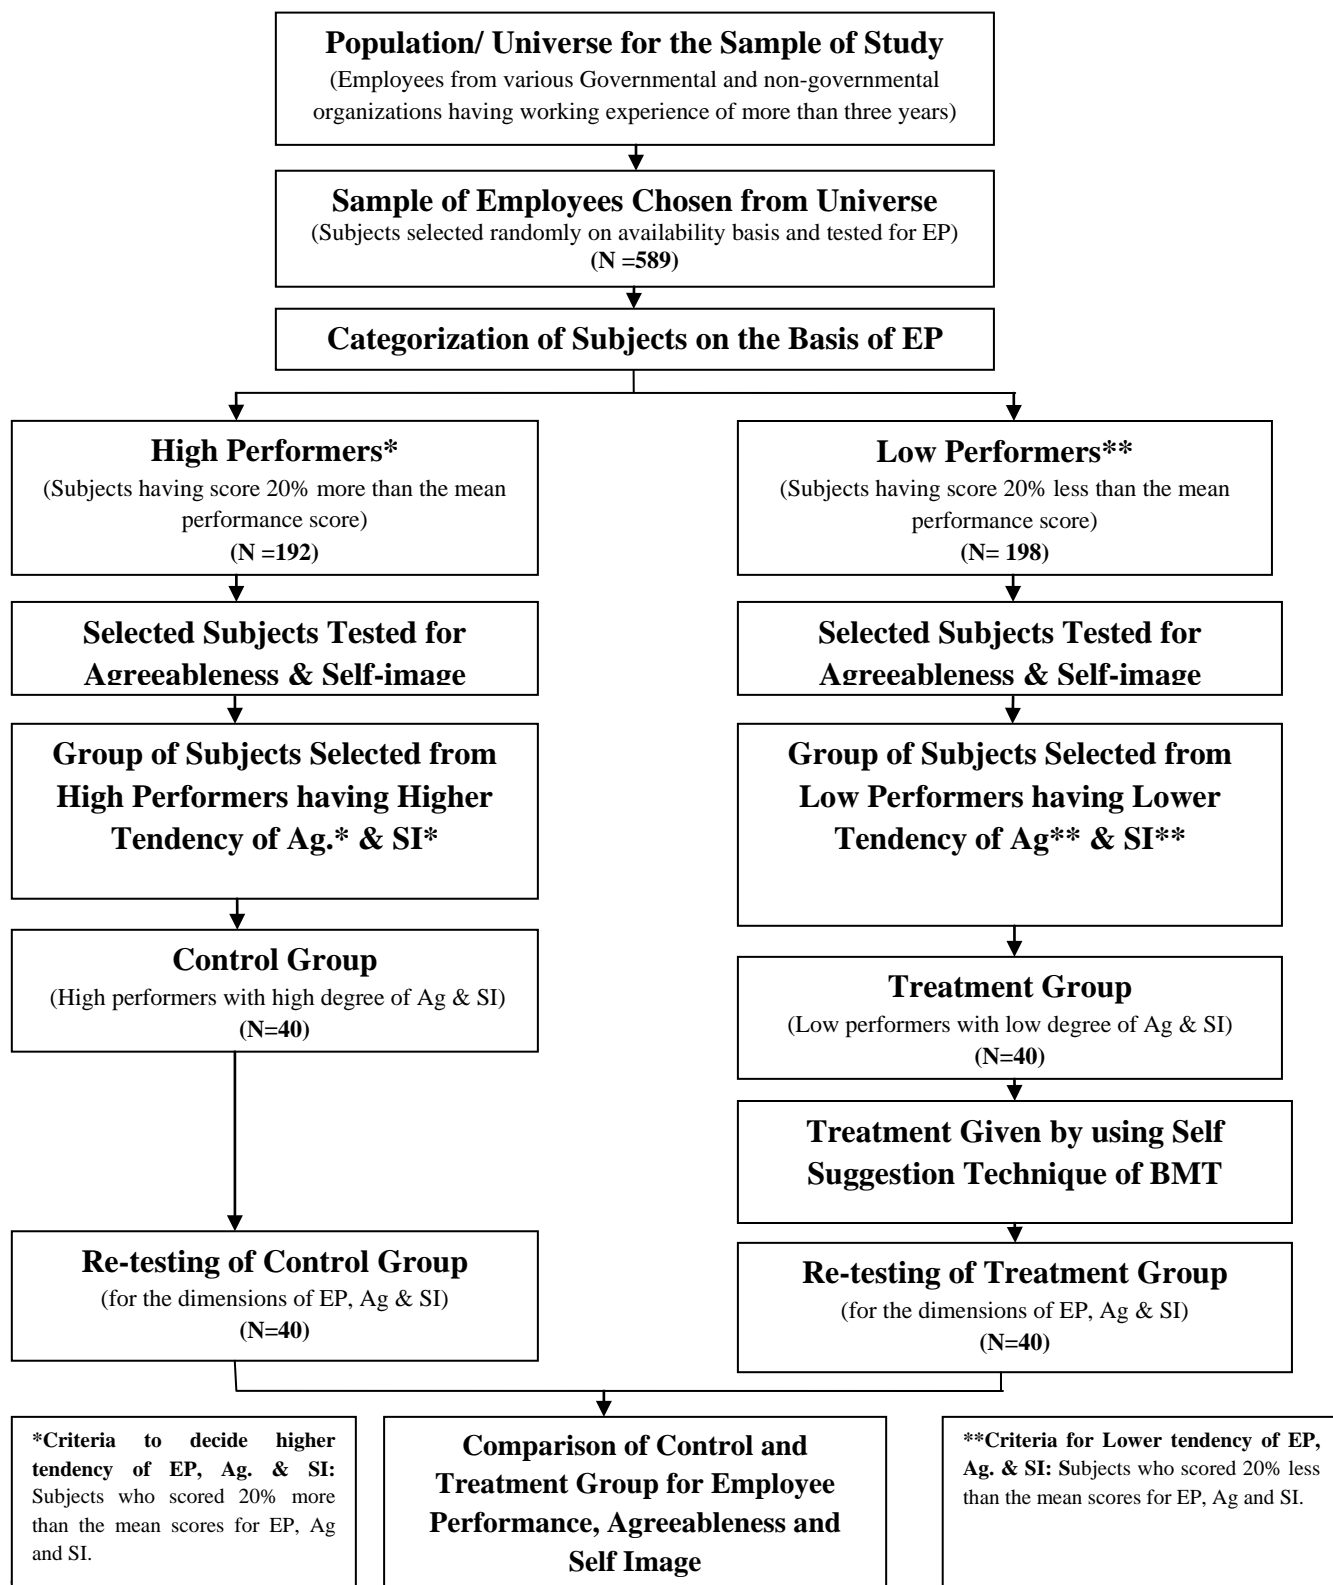 Population/ Universe for the Sample of Study
(Employees from various Governmental and non-governmental
organizations having working experience of more than three years)
Sample of Employees Chosen from Universe
(Subjects selected randomly on availability basis and tested for EP)
(N =589)
Categorization of Subjects on the Basis of EP
High Performers*
(Subjects having score 20% more than the mean
performance score)
(N =192)
Low Performers**
(Subjects having score 20% less than the mean
performance score)
(N= 198)
Selected Subjects Tested for
Agreeableness & Self-image
Selected Subjects Tested for
Agreeableness & Self-image
Group of Subjects Selected from
High Performers having Higher
Tendency of Ag.* & SI*
Group of Subjects Selected from
Low Performers having Lower
Tendency of Ag** & SI**
Control Group
(High performers with high degree of Ag & SI)
(N=40)
Treatment Group
(Low performers with low degree of Ag & SI)
(N=40)
Treatment Given by using Self
Suggestion Technique of BMT
Re-testing of Control Group
(for the dimensions of EP, Ag & SI)
(N=40)
Re-testing of Treatment Group
(for the dimensions of EP, Ag & SI)
(N=40)
*Criteria to decide higher
tendency of EP, Ag. & SI:
Subjects who scored 20% more
than the mean scores for EP, Ag
and SI.
Comparison of Control and
Treatment Group for Employee
Performance, Agreeableness and
Self Image
**Criteria for Lower tendency of EP,
Ag. & SI: Subjects who scored 20% less
than the mean scores for EP, Ag and SI.